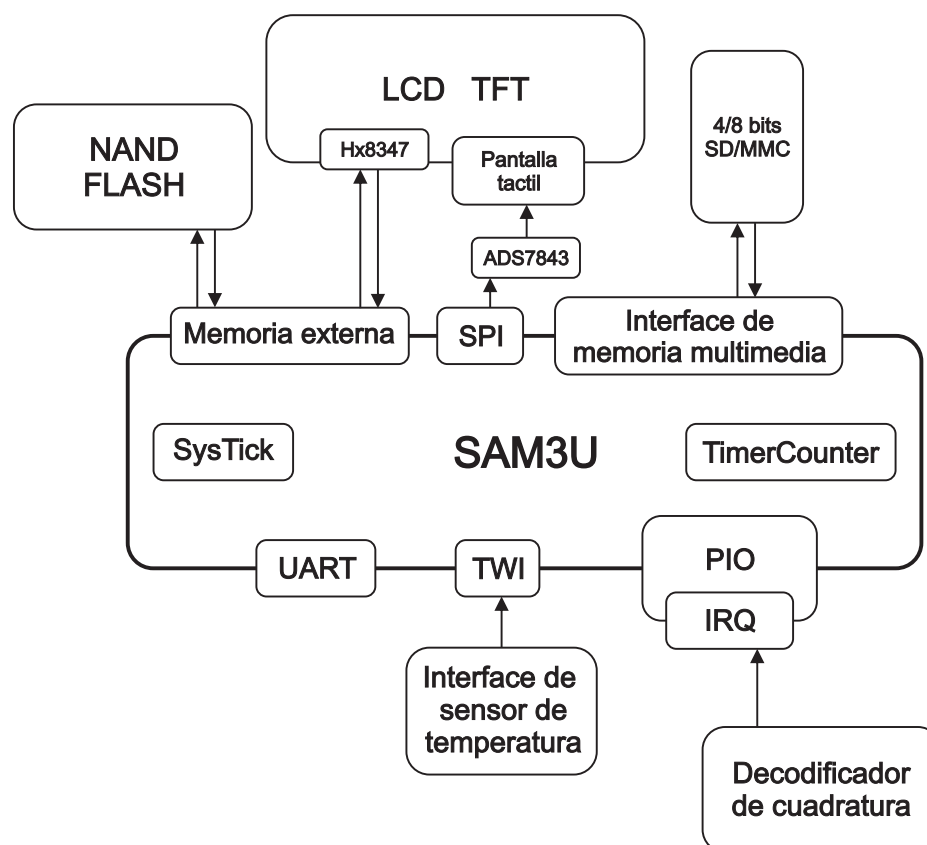 LCD TFT
NAND
FLASH
Hx8347
Pantalla
tactil
4/8 bits
SD/MMC
ADS7843
Memoria externa
SPI
Interface de
memoria multimedia
SysTick
SAM3U
TimerCounter
UART
TWI
PIO
IRQ
Interface de
sensor de
temperatura
Decodificador
de cuadratura